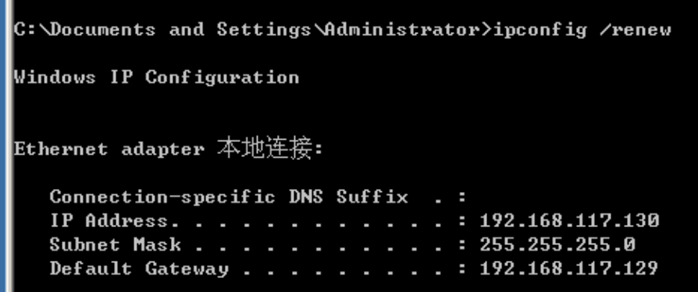 C:\Documents and Settings\Administrator>ipconfig /renew
Windows IP Configuration
Ethernet adapter 本地连接:
Connection-specific DNS Suffix  . :
IP Address. . . . . . . . . . . . : 192.168.117.130
Subnet Mask . . . . . . . . . . . : 255.255.255.0
Default Gateway . . . . . . . . . : 192.168.117.129